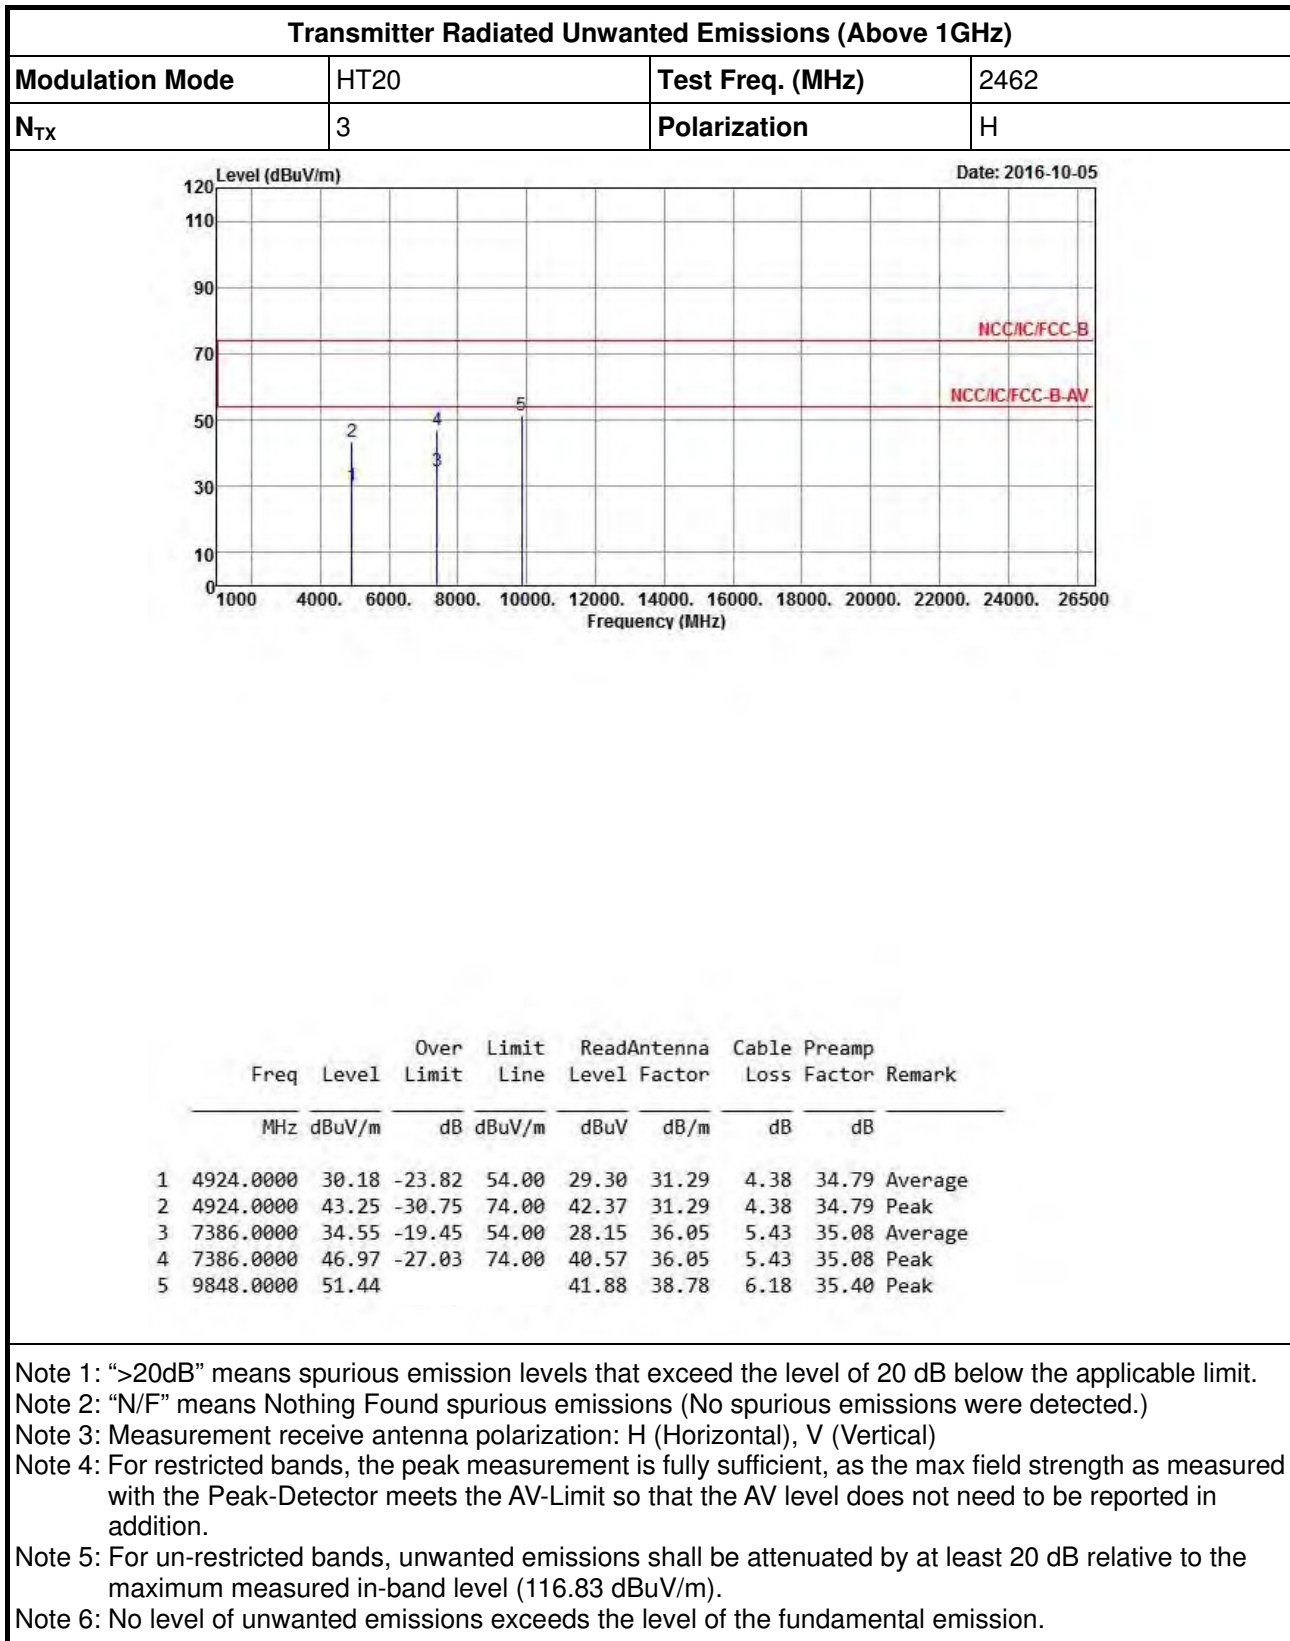 Transmitter Radiated Unwanted Emissions (Above 1GHz)
Modulation Mode HT20 Test Freq. (MHz) 2462
NTX 3 Polarization H
Level (dBuV/m) Date: 2016-10-05
120
110
90
NCC/IC/FCC-B
70
NCC/IC/FCC-B-AV
5
50 4
2
3
1
30
10
0
1000 4000. 6000. 8000. 10000. 12000. 14000. 16000. 18000. 20000. 22000. 24000. 26500
Frequency (MHz)
Over Limit ReadAntenna Cable Preamp
Freq Level Limit Line Level Factor Loss Factor Remark
MHz dBuV/m dB dBuV/m dBuV dB/m dB dB
1 4924.0000 30.18 -23.82 54.00 29.30 31.29 4.38 34.79 Average
2 4924.0000 43.25 -30.75 74.00 42.37 31.29 4.38 34.79 Peak
3 7386.0000 34.55 -19.45 54.00 28.15 36.05 5.43 35.08 Average
4 7386.0000 46.97 -27.03 74.00 40.57 36.05 5.43 35.08 Peak
5 9848.0000 51.44 41.88 38.78 6.18 35.40 Peak
Note 1: “>20dB” means spurious emission levels that exceed the level of 20 dB below the applicable limit.
Note 2: “N/F” means Nothing Found spurious emissions (No spurious emissions were detected.)
Note 3: Measurement receive antenna polarization: H (Horizontal), V (Vertical)
Note 4: For restricted bands, the peak measurement is fully sufficient, as the max field strength as measured
with the Peak-Detector meets the AV-Limit so that the AV level does not need to be reported in
addition.
Note 5: For un-restricted bands, unwanted emissions shall be attenuated by at least 20 dB relative to the
maximum measured in-band level (116.83 dBuV/m).
Note 6: No level of unwanted emissions exceeds the level of the fundamental emission.